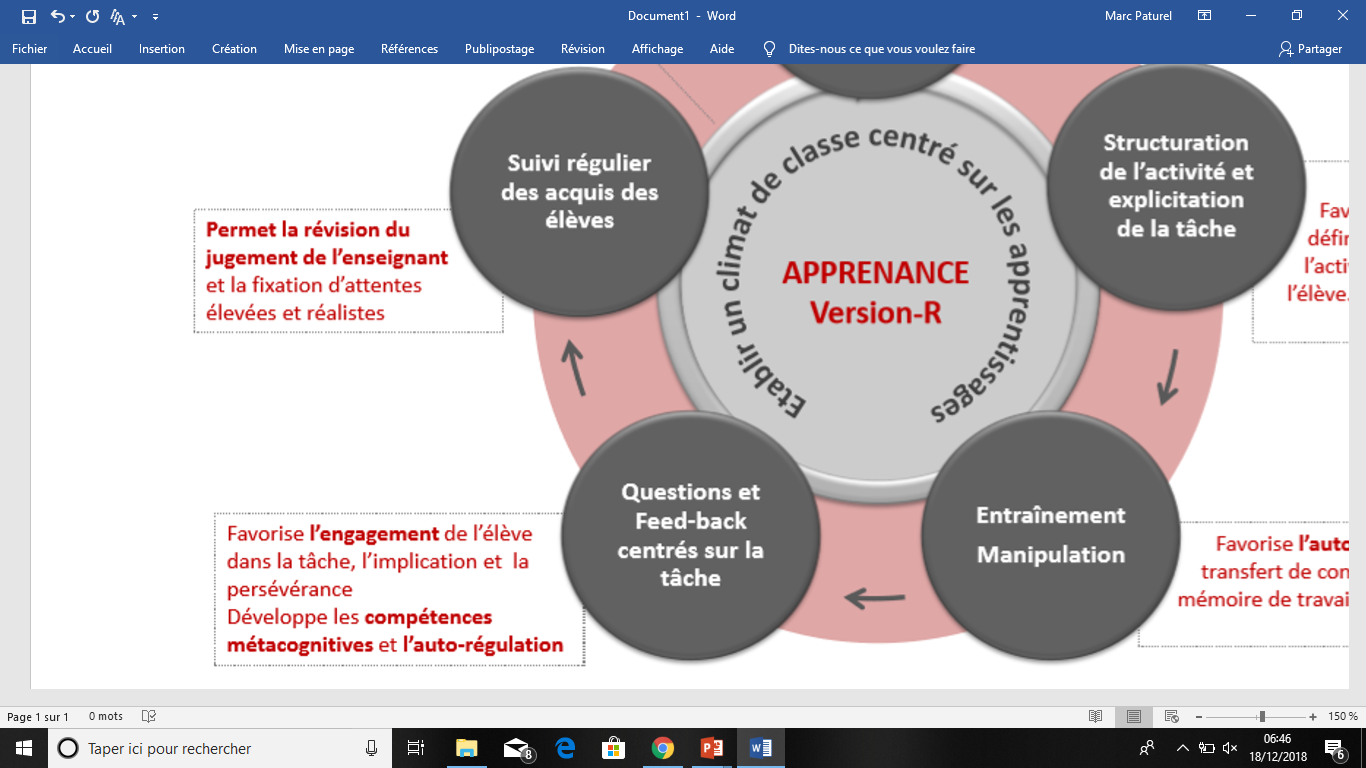 Document1 - Word
Marc Paturel
Fichier Accueil Insertion Création Mise en page Références Publipostage Révision Affichage Aide Dites-nous ce que vous voulez faire Partager
Suivi régulier
des acquis des
élèves
Permet la révision du
jugement de l'enseignant
et la fixation d'attentes
élevées et réalistes
Etablir un climat de classe centré sur les apprentissages
APPRENANCE
Version-R
Structuration
de l'activité et
explicitation
de la tâche
l'élève.
Questions et
Feed-back
centrés sur la
tâche
Favorise l'engagement de l'élève
dans la tâche, l'implication et la
persévérance
Développe les compétences
métacognitives et l'auto-régulation
Entraînement
Manipulation
Favorise l'auto
transfert de con
mémoire de travai
Page 1 sur 1 0 mots 150 %
Taper ici pour rechercher
8
06:46
18/12/2018
6